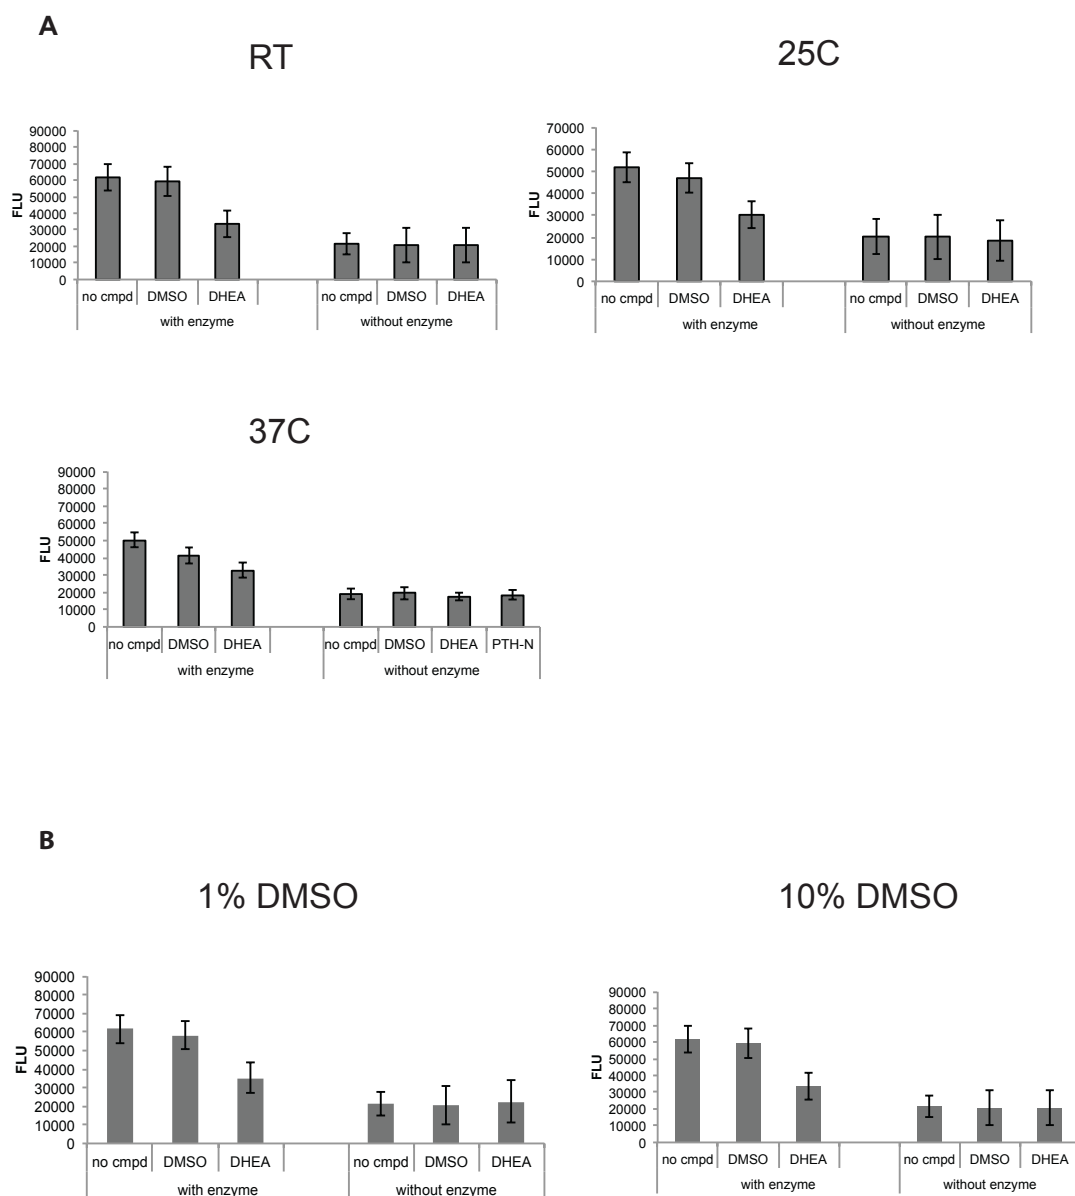 A
RT
25C
90000
80000
70000
60000
50000
40000
30000
20000
10000
0
FLU
no cmpd DMSO DHEA no cmpd DMSO DHEA
with enzyme without enzyme
70000
60000
50000
40000
30000
20000
10000
0
FLU
no cmpd DMSO DHEA no cmpd DMSO DHEA
with enzyme without enzyme
37C
90000
80000
70000
60000
50000
40000
30000
20000
10000
0
FLU
no cmpd DMSO DHEA no cmpd DMSO DHEA PTH-N
with enzyme without enzyme
B
1% DMSO
10% DMSO
90000
80000
70000
60000
50000
40000
30000
20000
10000
0
FLU
no cmpd DMSO DHEA no cmpd DMSO DHEA
with enzyme without enzyme
90000
80000
70000
60000
50000
40000
30000
20000
10000
0
FLU
no cmpd DMSO DHEA no cmpd DMSO DHEA
with enzyme without enzyme